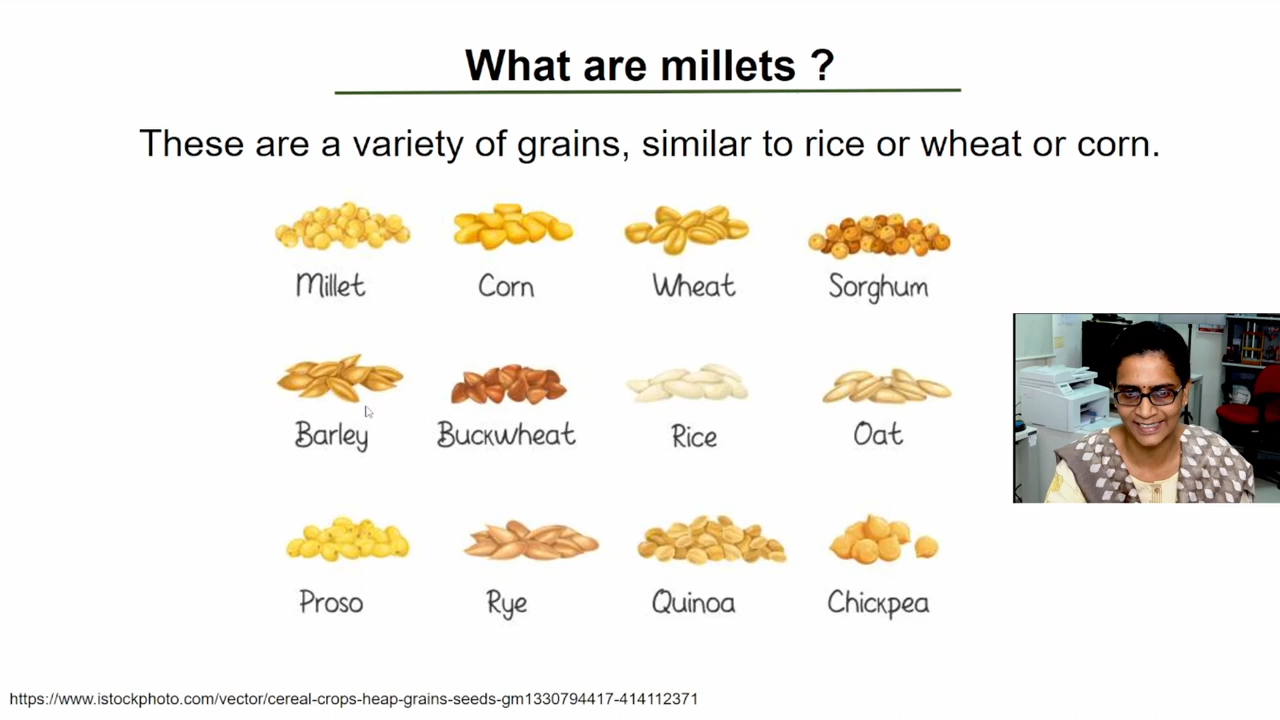 What are millets ?
These are a variety of grains, similar to rice or wheat or corn.
Millet Corn Wheat Sorghum
Barley Buckwheat Rice Oat
Proso Rye Quinoa Chickpea
https://www.istockphoto.com/vector/cereal-crops-heap-grains-seeds-gm1330794417-414112371